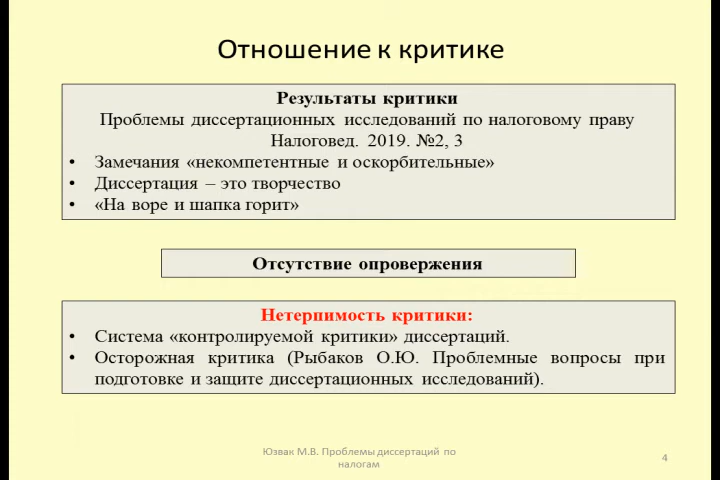 Отношение к критике
Результаты критики
Проблемы диссертационных исследований по налоговому праву
Налоговед. 2019. №2, 3
• Замечания «некомпетентные и оскорбительные»
• Диссертация – это творчество
• «На воре и шапка горит»
Отсутствие опровержения
Нетерпимость критики:
• Система «контролируемой критики» диссертаций.
• Осторожная критика (Рыбаков О.Ю. Проблемные вопросы при
подготовке и защите диссертационных исследований).
Юзвак М.В. Проблемы диссертаций по
налогам
4